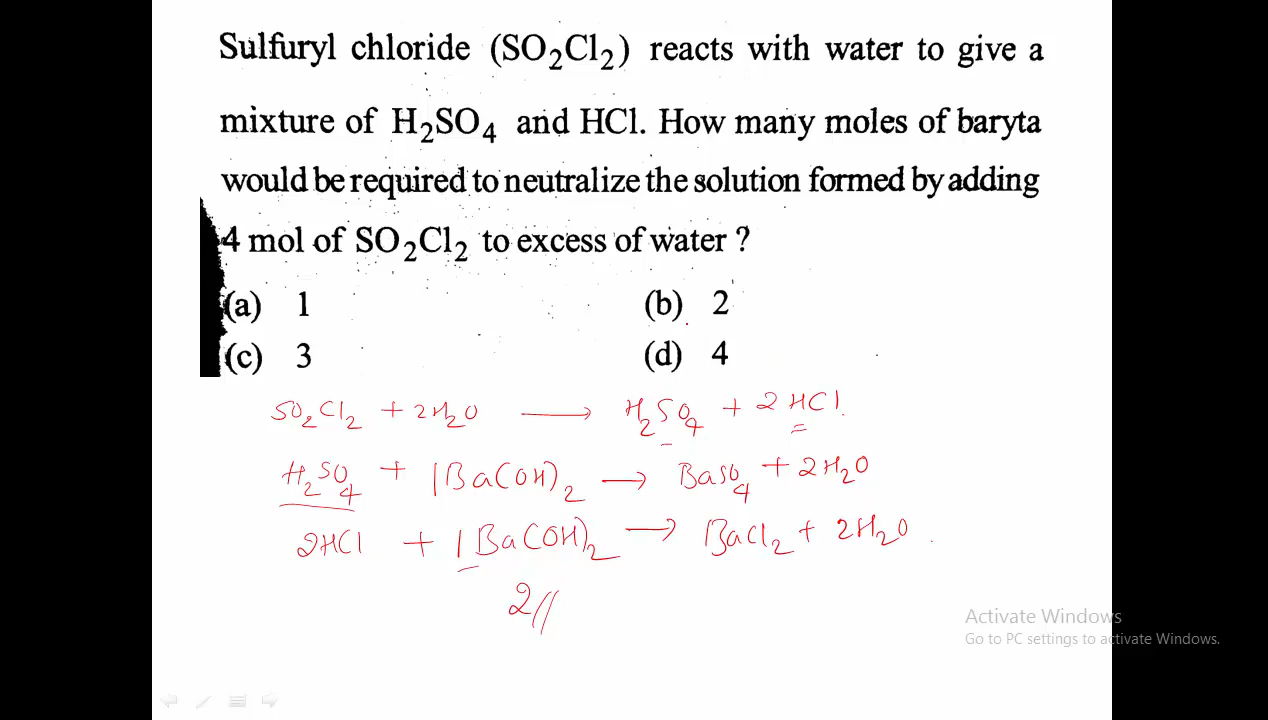 Sulfuryl chloride (SO₂Cl₂) reacts with water to give a
mixture of H₂SO₄ and HCl. How many moles of baryta
would be required to neutralize the solution formed by adding
4 mol of SO₂Cl₂ to excess of water ?
(a) 1 (b) 2
(c) 3 (d) 4
SO₂Cl₂ + 2H₂O ⟶ H₂SO₄ + 2HCl.
H₂SO₄ + 1Ba(OH)₂ ⟶ BaSO₄ + 2H₂O
2HCl + 1Ba(OH)₂ ⟶ BaCl₂ + 2H₂O.
2//
Activate Windows
Go to PC settings to activate Windows.